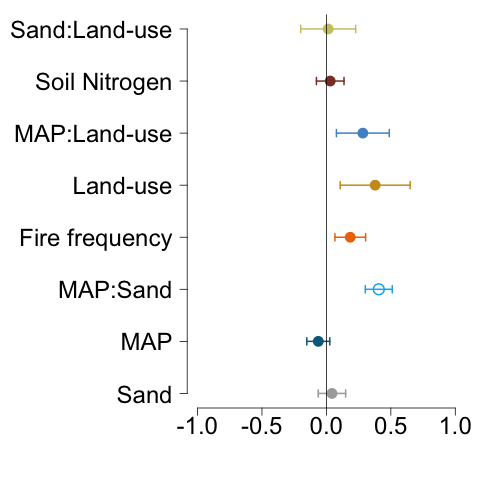 Sand:Land-use
Soil Nitrogen
MAP:Land-use
Land-use
Fire frequency
MAP:Sand
MAP
Sand
-1.0 -0.5 0.0 0.5 1.0